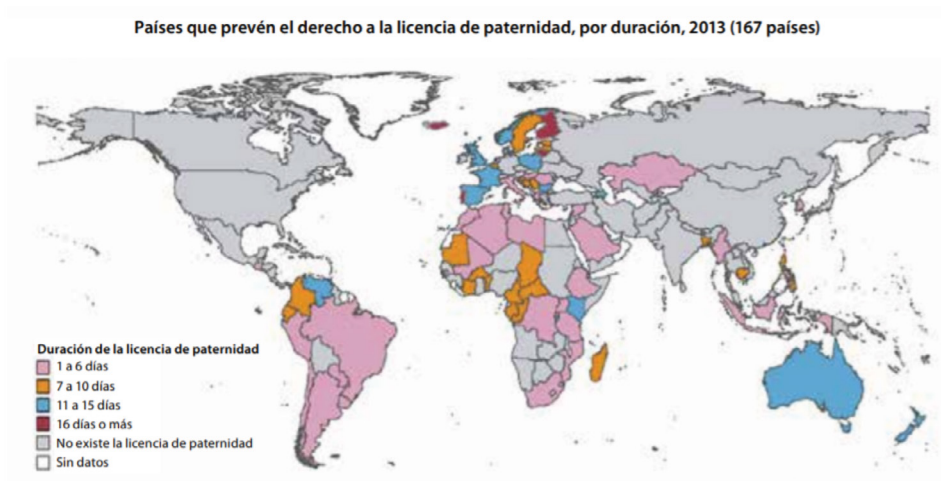 Países que prevén el derecho a la licencia de paternidad, por duración, 2013 (167 países)
Duración de la licencia de paternidad
1 a 6 días
7 a 10 días
11 a 15 días
16 días o más
No existe la licencia de paternidad
Sin datos